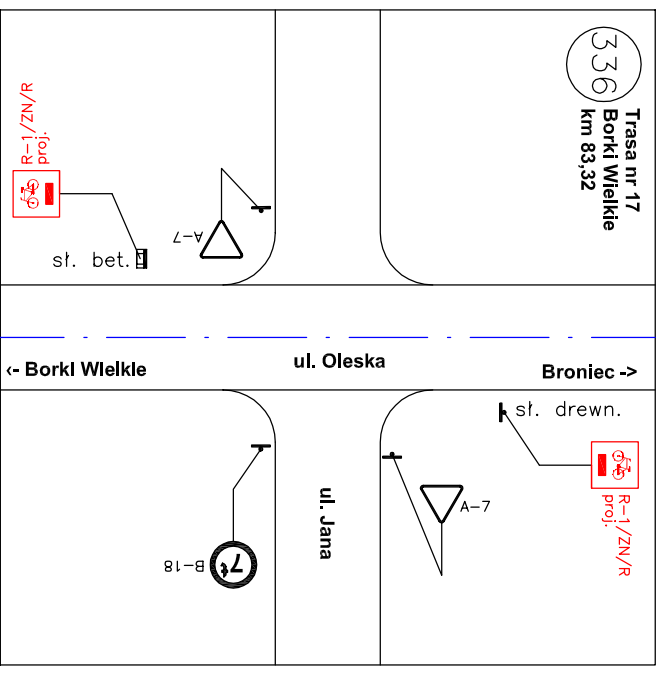 336
Trasa nr 17
Borki Wielkie
km 83,32
R-1/ZN/R
proj.
A-7
sł. bet.
<- Borki Wielkie
ul. Oleska
Broniec ->
sł. drewn.
R-1/ZN/R
proj.
A-7
ul. Jana
B-18
7t